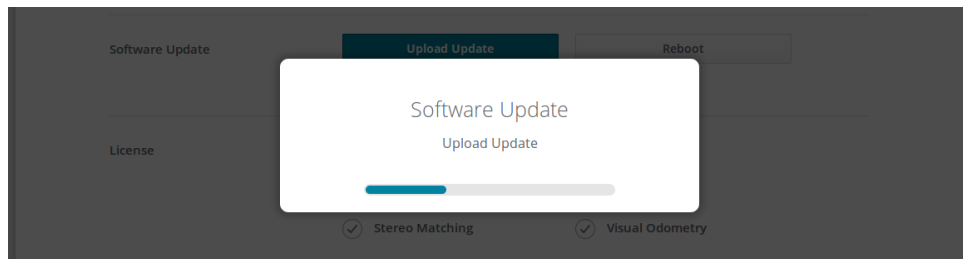 Software Update
Upload Update
Reboot
Software Update
Upload Update
License
Stereo Matching
Visual Odometry